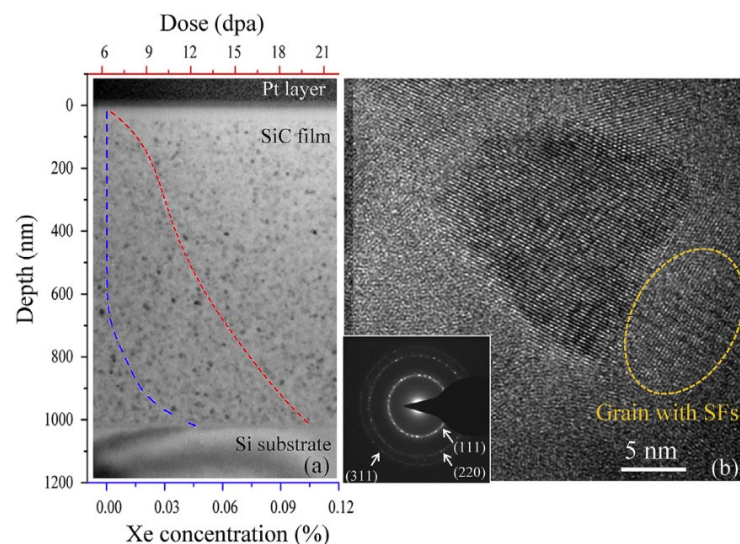 Dose (dpa)
6 9 12 15 18 21
Pt layer
SiC film
0
200
400
600
800
1000
1200
Depth (nm)
Si substrate
(a)
0.00 0.03 0.06 0.09 0.12
Xe concentration (%)
(111)
(220)
(311)
Grain with SFs
5 nm
(b)